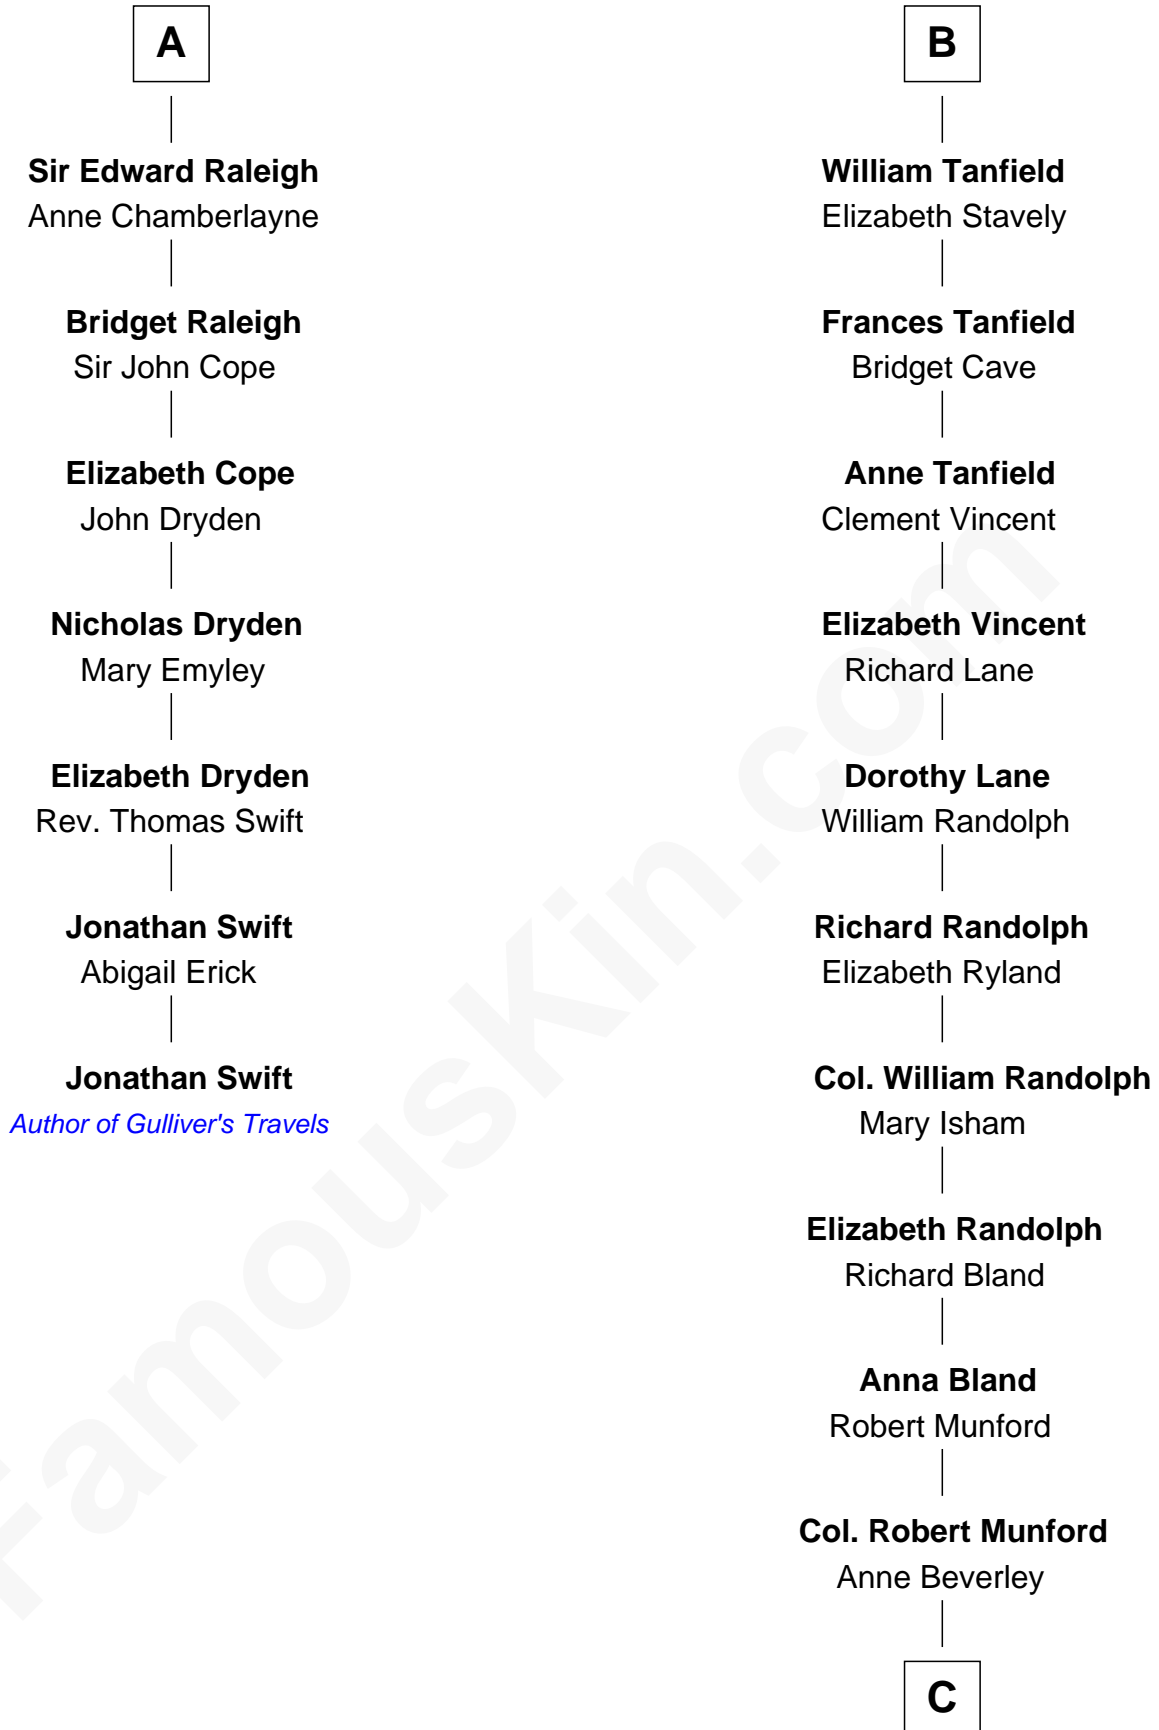 A
Sir Edward Raleigh
Anne Chamberlayne
Bridget Raleigh
Sir John Cope
Elizabeth Cope
John Dryden
Nicholas Dryden
Mary Emyley
Elizabeth Dryden
Rev. Thomas Swift
Jonathan Swift
Abigail Erick
Jonathan Swift
Author of Gulliver's Travels
B
William Tanfield
Elizabeth Stavely
Frances Tanfield
Bridget Cave
Anne Tanfield
Clement Vincent
Elizabeth Vincent
Richard Lane
Dorothy Lane
William Randolph
Richard Randolph
Elizabeth Ryland
Col. William Randolph
Mary Isham
Elizabeth Randolph
Richard Bland
Anna Bland
Robert Munford
Col. Robert Munford
Anne Beverley
C
FamousKin.com